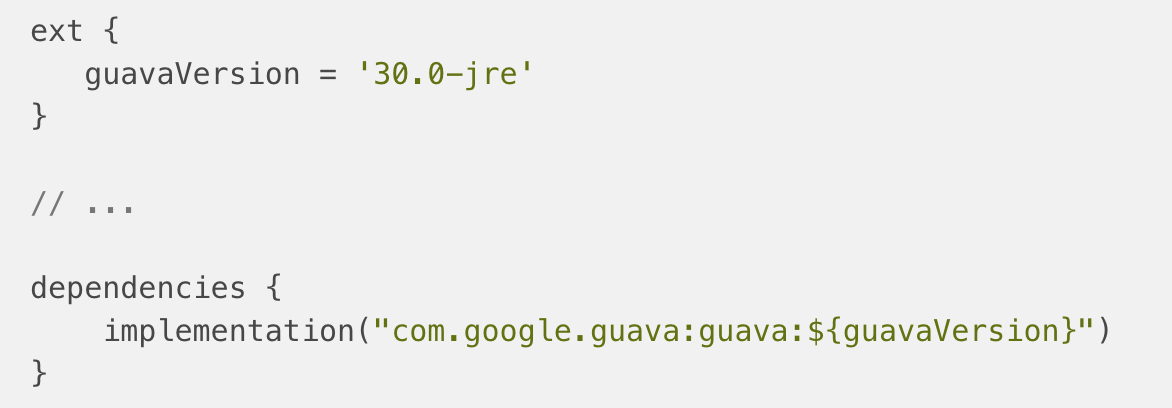 ext {
   guavaVersion = '30.0-jre'
}

// ...

dependencies {
    implementation("com.google.guava:guava:${guavaVersion}")
}